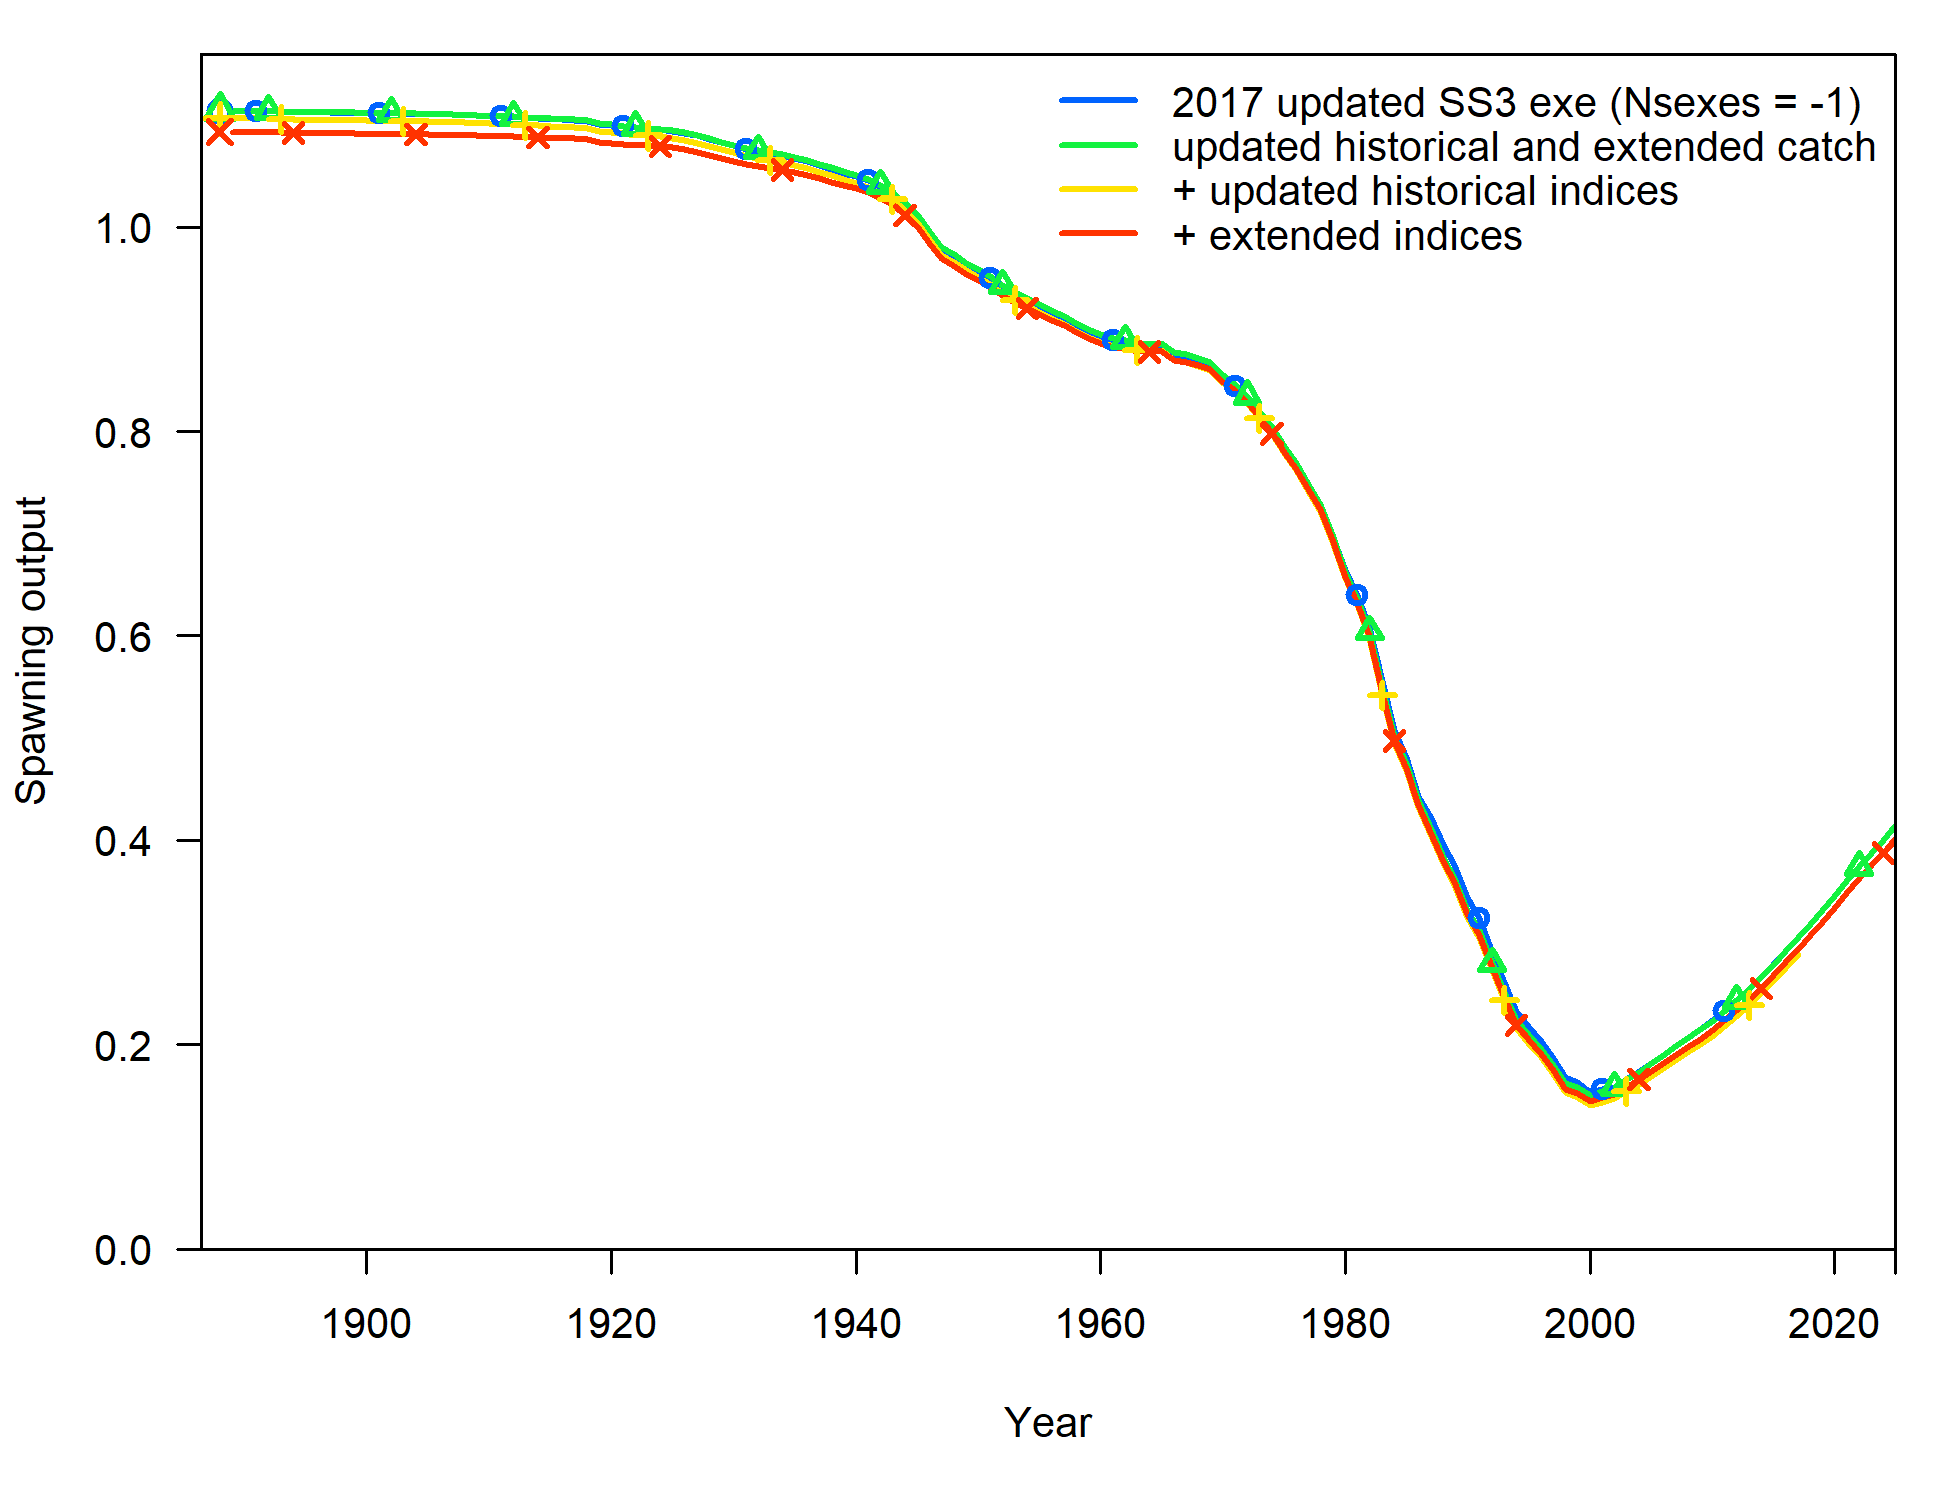 2017 updated SS3 exe (Nsexes = -1)
updated historical and extended catch
+ updated historical indices
+ extended indices
Spawning output
1.0
0.8
0.6
0.4
0.2
0.0
1900 1920 1940 1960 1980 2000 2020
Year